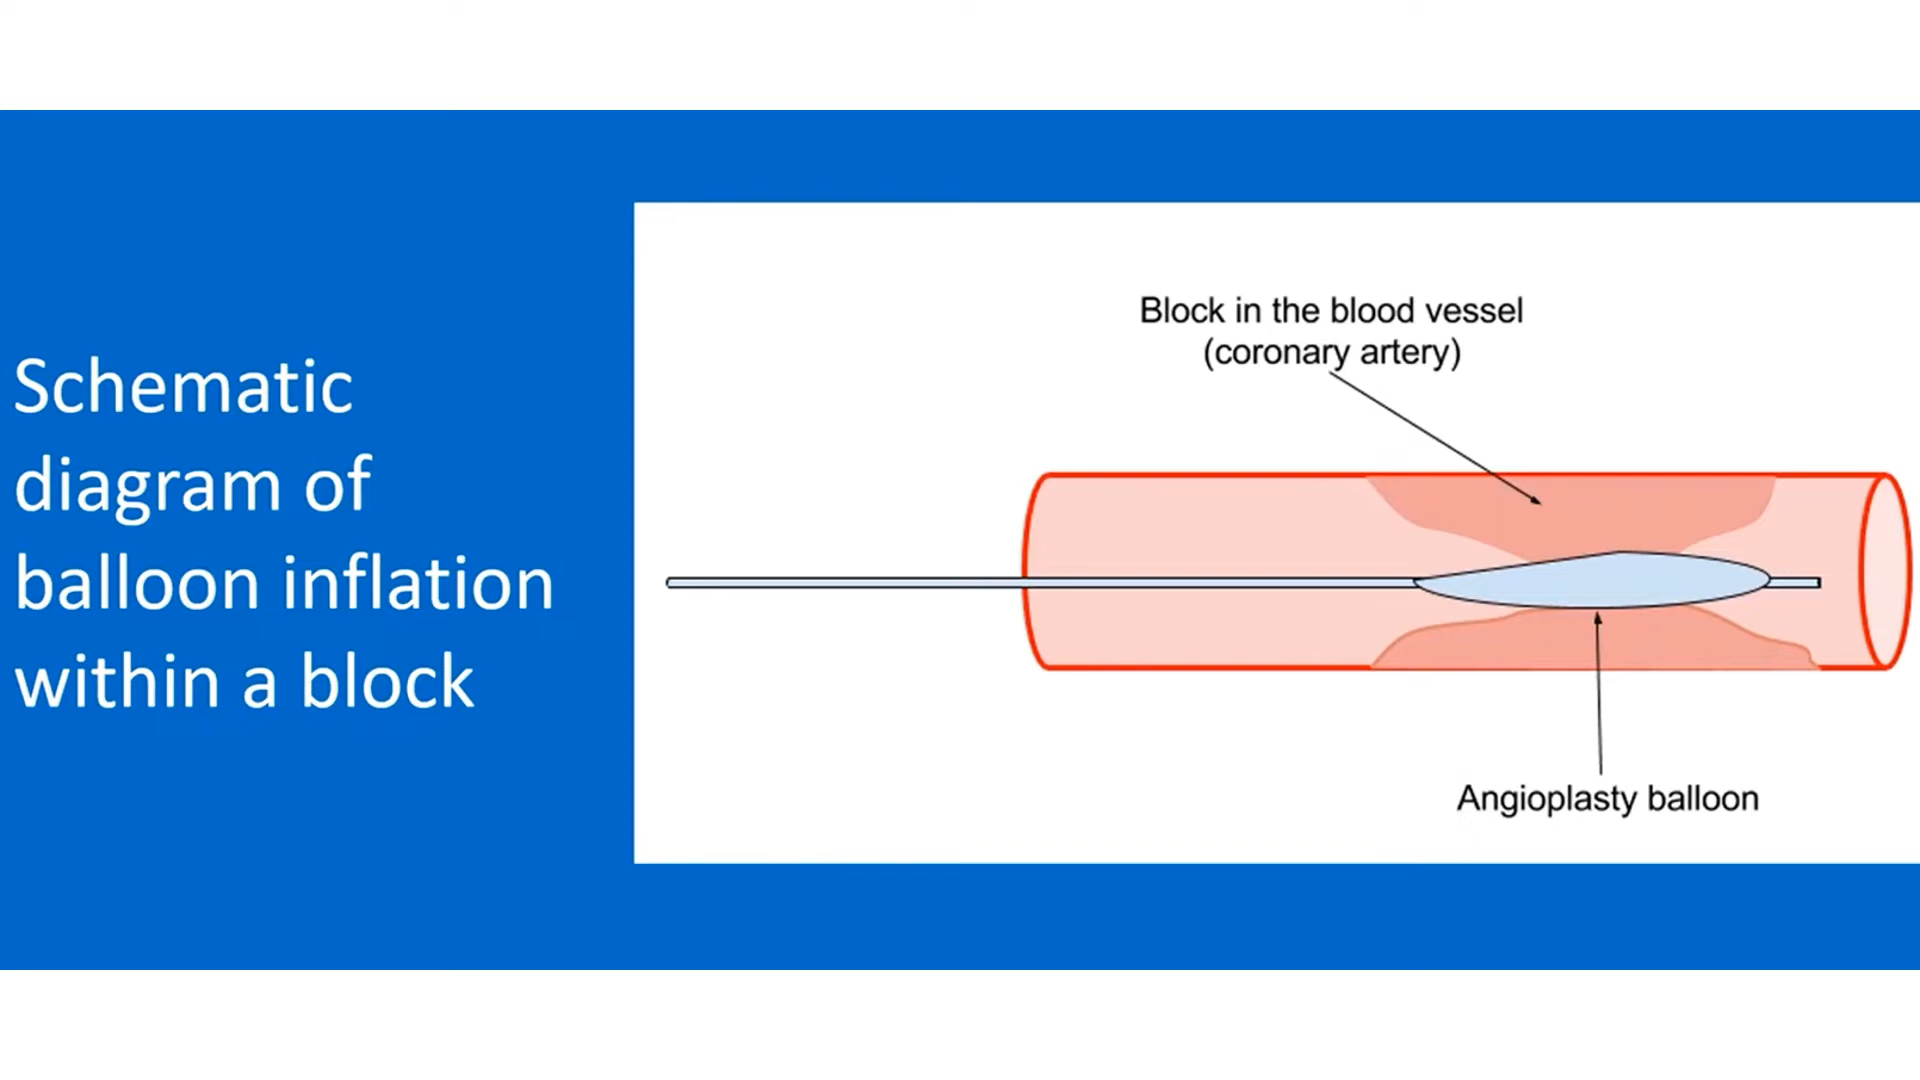 Schematic
diagram of
balloon inflation
within a block
Block in the blood vessel
(coronary artery)
Angioplasty balloon